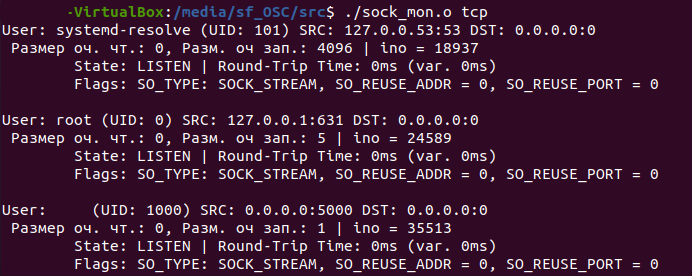 -VirtualBox:/media/sf_OSC/src$ ./sock_mon.o tcp
User: systemd-resolve (UID: 101) SRC: 127.0.0.53:53 DST: 0.0.0.0:0
Размер оч. чт.: 0, Разм. оч зап.: 4096 | ino = 18937
State: LISTEN | Round-Trip Time: 0ms (var. 0ms)
Flags: SO_TYPE: SOCK_STREAM, SO_REUSE_ADDR = 0, SO_REUSE_PORT = 0
User: root (UID: 0) SRC: 127.0.0.1:631 DST: 0.0.0.0:0
Размер оч. чт.: 0, Разм. оч зап.: 5 | ino = 24589
State: LISTEN | Round-Trip Time: 0ms (var. 0ms)
Flags: SO_TYPE: SOCK_STREAM, SO_REUSE_ADDR = 0, SO_REUSE_PORT = 0
User: (UID: 1000) SRC: 0.0.0.0:5000 DST: 0.0.0.0:0
Размер оч. чт.: 0, Разм. оч зап.: 1 | ino = 35513
State: LISTEN | Round-Trip Time: 0ms (var. 0ms)
Flags: SO_TYPE: SOCK_STREAM, SO_REUSE_ADDR = 0, SO_REUSE_PORT = 0